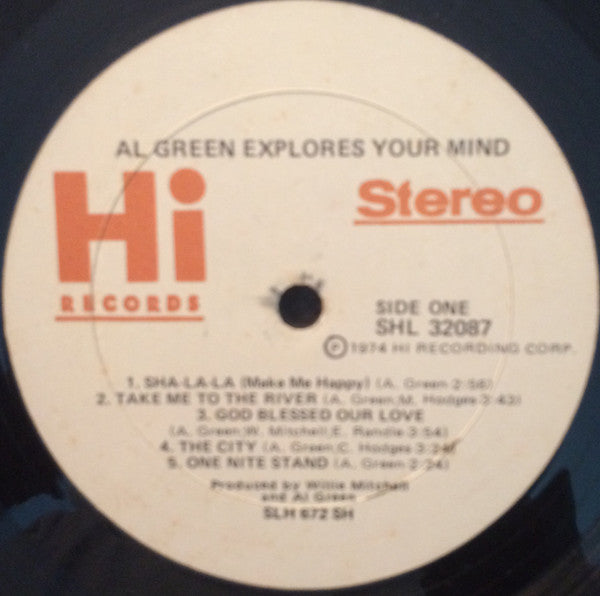 AL GREEN EXPLORES YOUR MIND
Hi
RECORDS
Stereo
SIDE ONE
SHL 32087
Ⓟ1974 HI RECORDING CORP.
1. SHA-LA-LA (Make Me Happy) (A. Green 2:56)
2. TAKE ME TO THE RIVER (A. Green;M. Hodges 3:43)
3. GOD BLESSED OUR LOVE
(A. Green;W. Mitchell;E. Randle 3:54)
4. THE CITY (A. Green;C. Hodges 3:24)
5. ONE NITE STAND (A. Green 2:24)
Produced by Willie Mitchell
and Al Green
SLH 672 SH